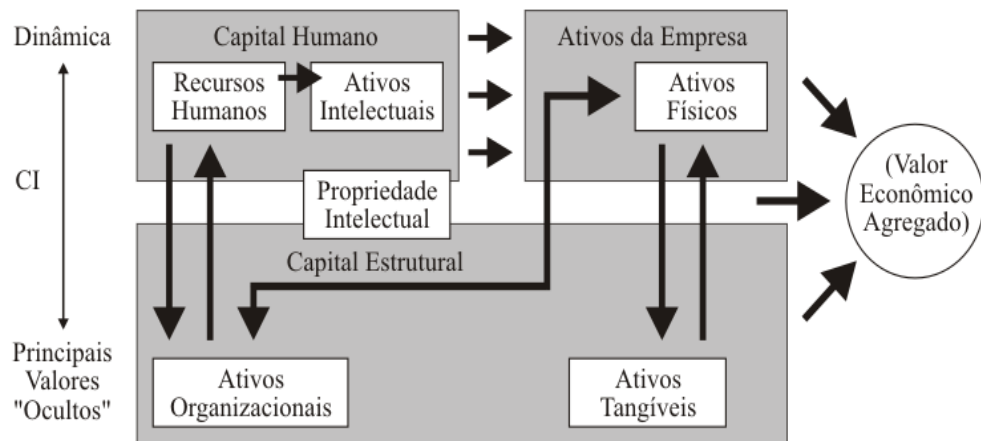 Dinâmica
CI
Principais
Valores
"Ocultos"
Capital Humano
Recursos
Humanos
Ativos
Intelectuais
Propriedade
Intelectual
Ativos da Empresa
Ativos
Físicos
Capital Estrutural
Ativos
Organizacionais
Ativos
Tangíveis
(Valor
Econômico
Agregado)